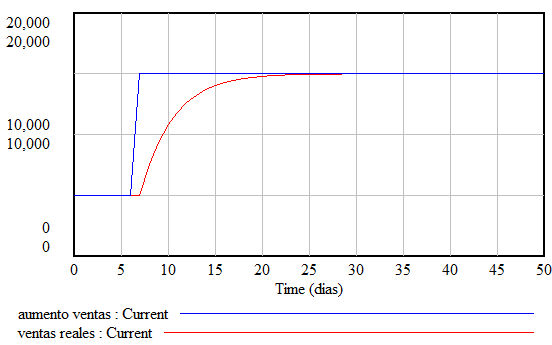 20,000
20,000
10,000
10,000
0
0
0 5 10 15 20 25 30 35 40 45 50
Time (dias)
aumento ventas : Current
ventas reales : Current